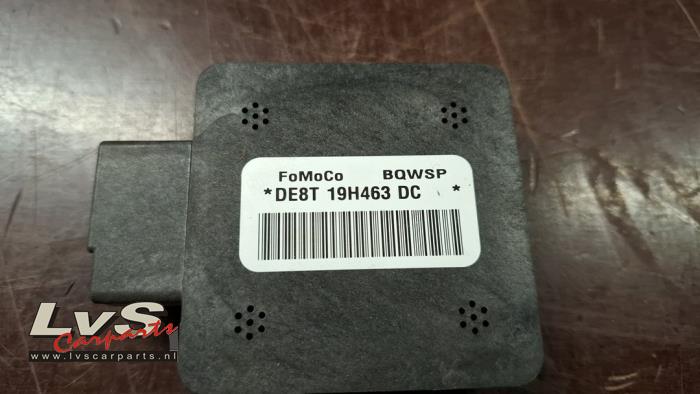 FoMoCo BQWSP
*DE8T 19H463 DC *
LvS
Carparts
www.lvscarparts.nl